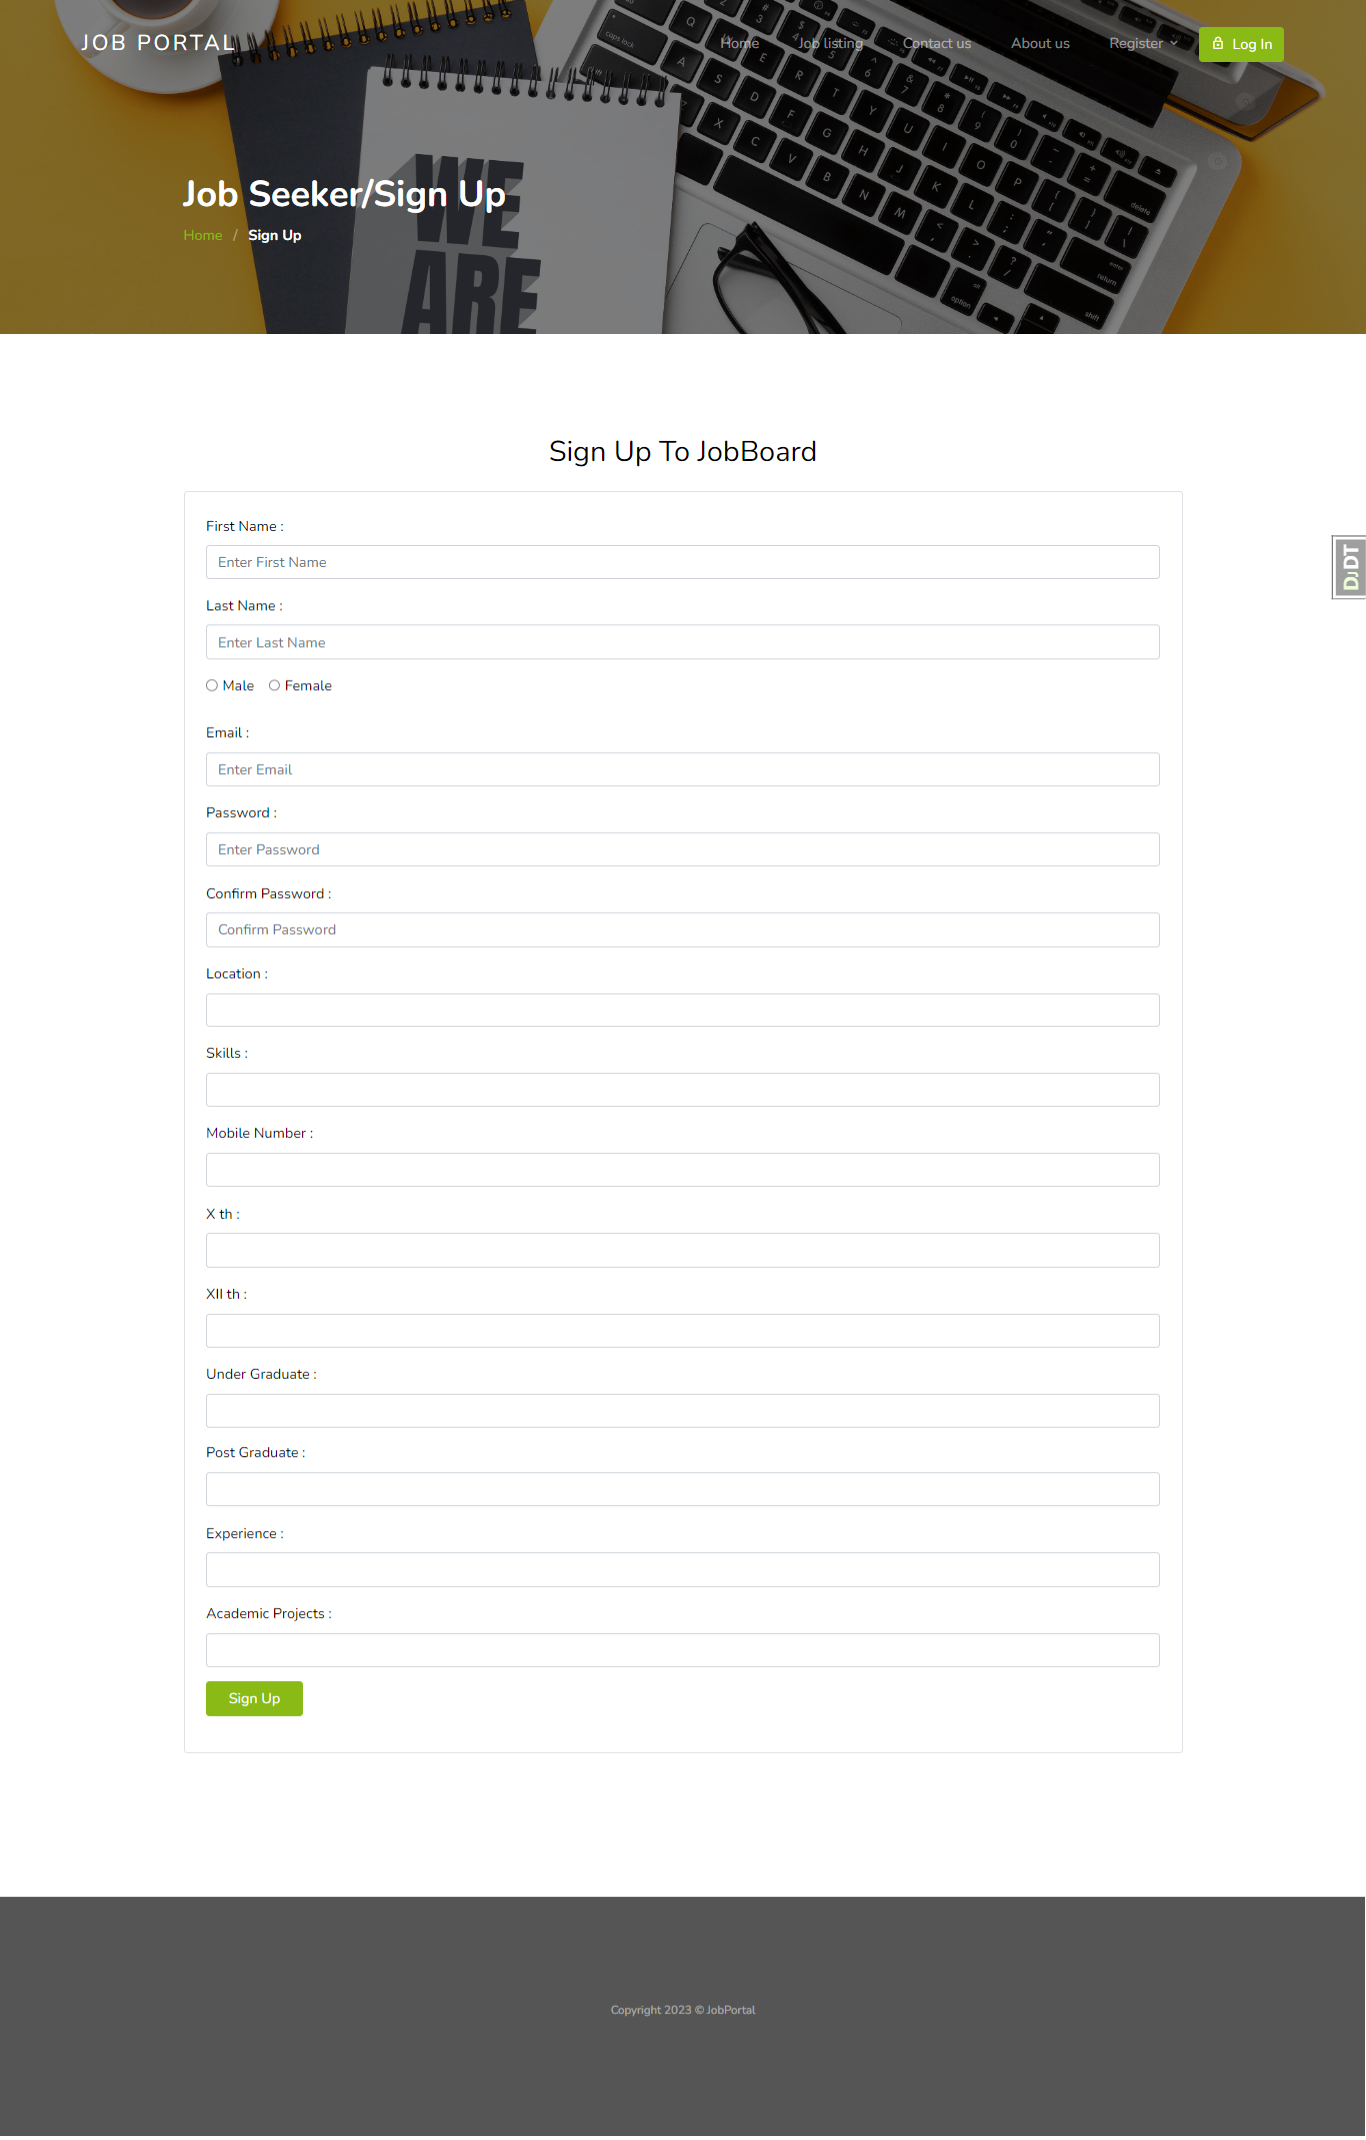 JOB PORTAL
Home
Job listing
Contact us
About us
Register
Log In
WE
ARE
Job Seeker/Sign Up
Home / Sign Up
Sign Up To JobBoard
First Name :
Enter First Name
Last Name :
Enter Last Name
Male
Female
Email :
Enter Email
Password :
Enter Password
Confirm Password :
Confirm Password
Location :
Skills :
Mobile Number :
X th :
XII th :
Under Graduate :
Post Graduate :
Experience :
Academic Projects :
Sign Up
DjDT
Copyright 2023 © JobPortal